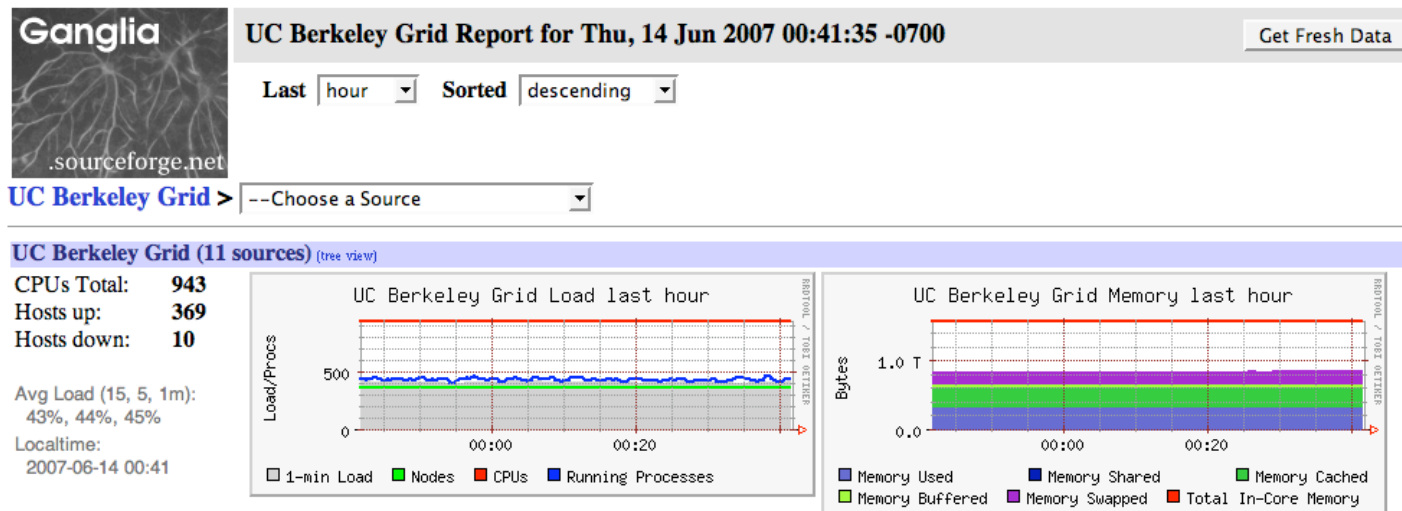 Ganglia
.sourceforge.net
UC Berkeley Grid Report for Thu, 14 Jun 2007 00:41:35 -0700
Get Fresh Data
Last hour Sorted descending
UC Berkeley Grid > --Choose a Source
UC Berkeley Grid (11 sources) (tree view)
CPUs Total: 943
Hosts up: 369
Hosts down: 10
Avg Load (15, 5, 1m):
43%, 44%, 45%
Localtime:
2007-06-14 00:41
UC Berkeley Grid Load last hour
RRDTOOL / TOBI OETIKER
Load/Procs
500
0
00:00 00:20
1-min Load Nodes CPUs Running Processes
UC Berkeley Grid Memory last hour
RRDTOOL / TOBI OETIKER
Bytes
1.0 T
0.0
00:00 00:20
Memory Used Memory Shared Memory Cached
Memory Buffered Memory Swapped Total In-Core Memory